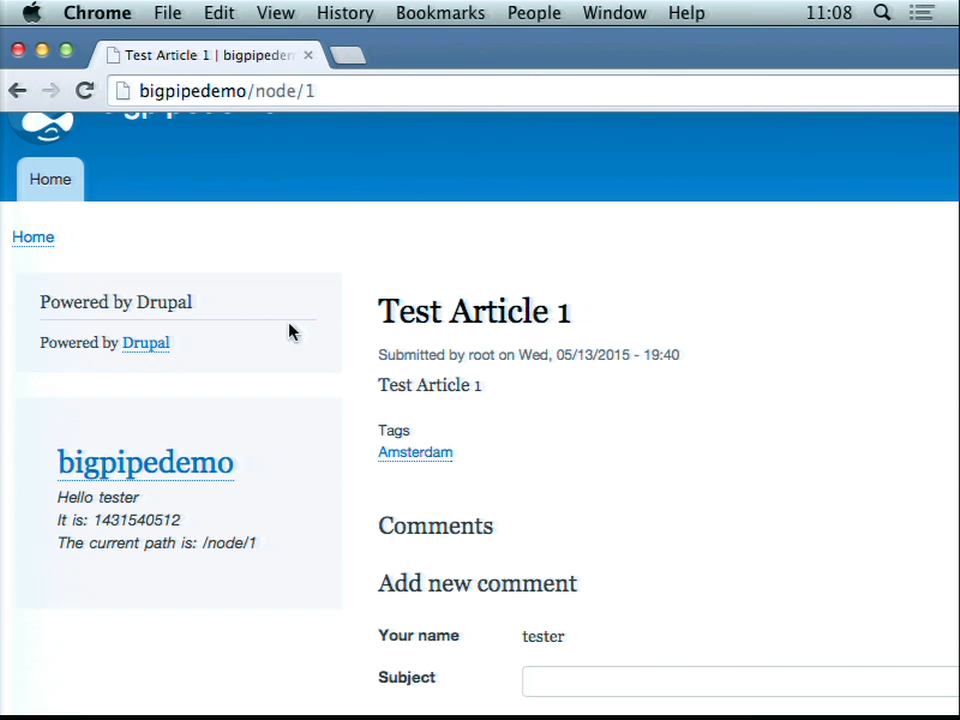 Chrome File Edit View History Bookmarks People Window Help 11:08
Test Article 1 | bigpipedem
bigpipedemo/node/1
Home
Home
Powered by Drupal
Powered by Drupal
bigpipedemo
Hello tester
It is: 1431540512
The current path is: /node/1
Test Article 1
Submitted by root on Wed, 05/13/2015 - 19:40
Test Article 1
Tags
Amsterdam
Comments
Add new comment
Your name tester
Subject